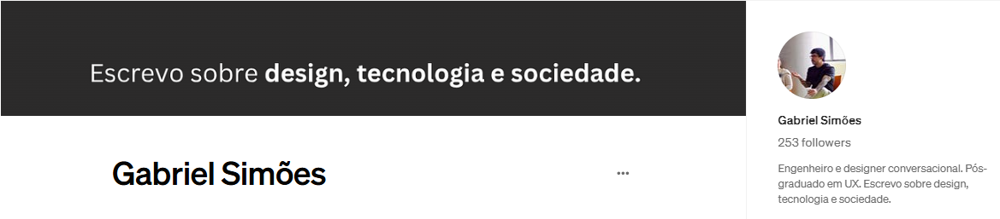 Escrevo sobre design, tecnologia e sociedade.
Gabriel Simões
Gabriel Simões
253 followers
Engenheiro e designer conversacional. Pós-
graduado em UX. Escrevo sobre design,
tecnologia e sociedade.